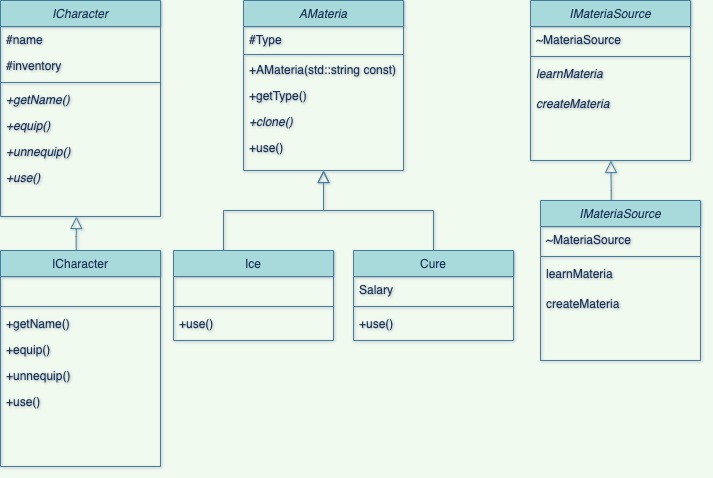 ICharacter
#name
#inventory
+getName()
+equip()
+unnequip()
+use()
ICharacter
+getName()
+equip()
+unnequip()
+use()
AMateria
#Type
+AMateria(std::string const)
+getType()
+clone()
+use()
Ice
+use()
Cure
Salary
+use()
IMateriaSource
~MateriaSource
learnMateria
createMateria
IMateriaSource
~MateriaSource
learnMateria
createMateria